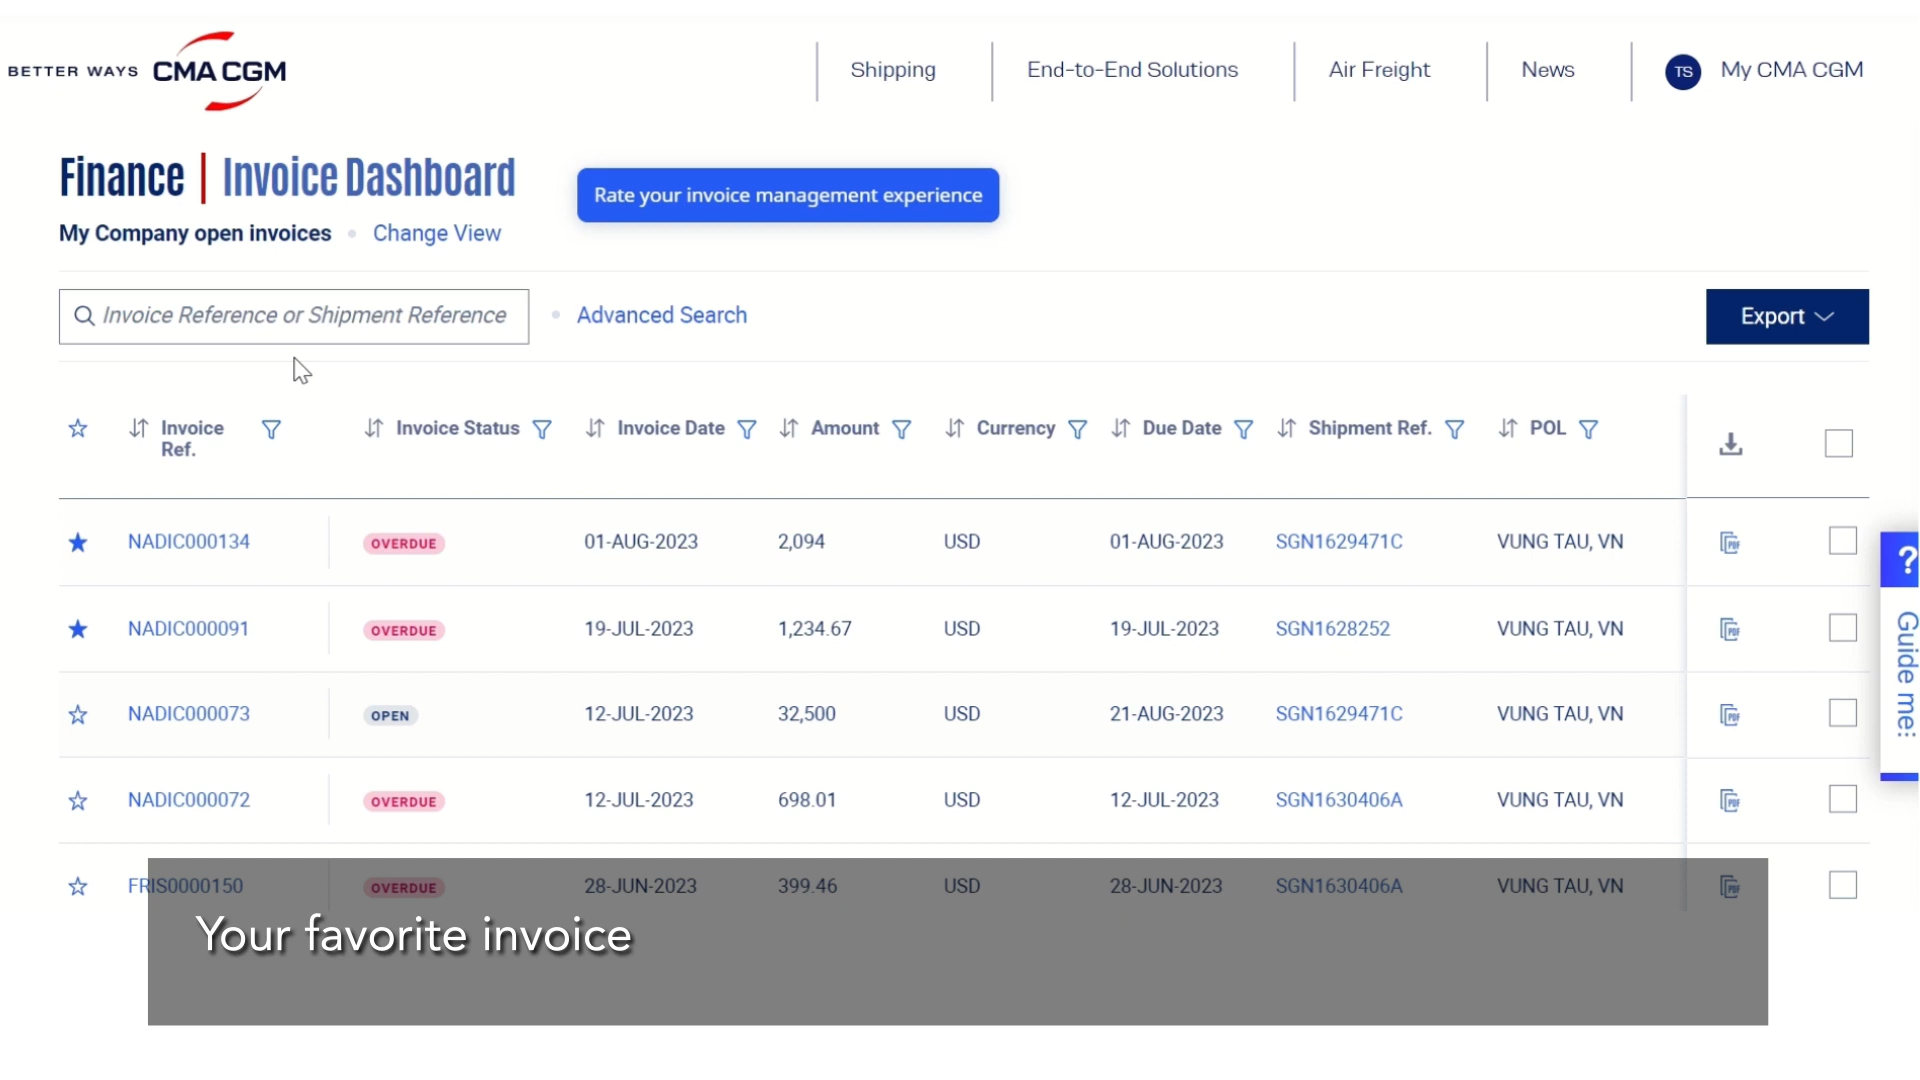 BETTER WAYS CMA CGM
Shipping
End-to-End Solutions
Air Freight
News
TS My CMA CGM
Finance | Invoice Dashboard
Rate your invoice management experience
My Company open invoices • Change View
Invoice Reference or Shipment Reference • Advanced Search
Export
Invoice Ref. Invoice Status Invoice Date Amount Currency Due Date Shipment Ref. POL
NADIC000134 OVERDUE 01-AUG-2023 2,094 USD 01-AUG-2023 SGN1629471C VUNG TAU, VN PDF
NADIC000091 OVERDUE 19-JUL-2023 1,234.67 USD 19-JUL-2023 SGN1628252 VUNG TAU, VN PDF
NADIC000073 OPEN 12-JUL-2023 32,500 USD 21-AUG-2023 SGN1629471C VUNG TAU, VN PDF
NADIC000072 OVERDUE 12-JUL-2023 698.01 USD 12-JUL-2023 SGN1630406A VUNG TAU, VN PDF
FRIS0000150 OVERDUE 28-JUN-2023 399.46 USD 28-JUN-2023 SGN1630406A VUNG TAU, VN PDF
?
Guide me:
Your favorite invoice